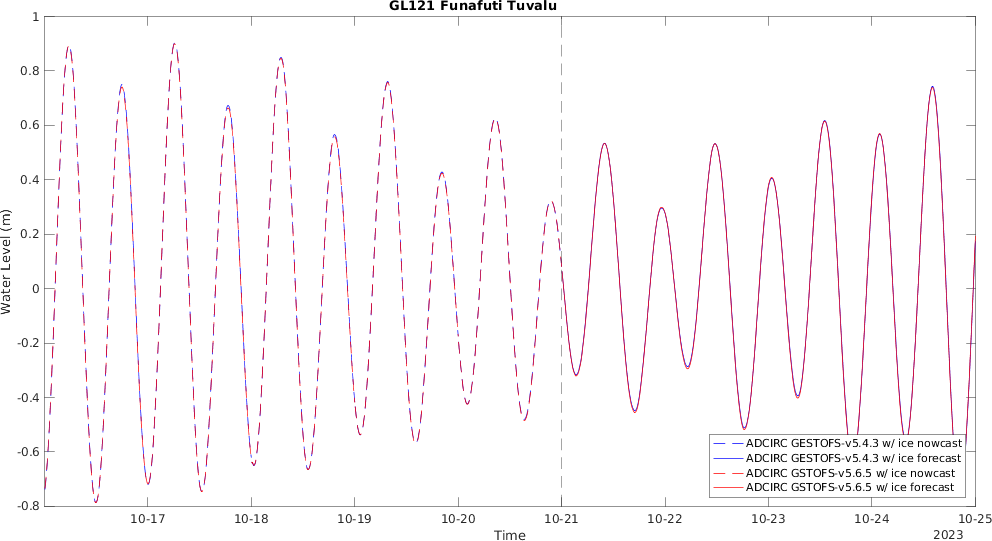 GL121 Funafuti Tuvalu
1
0.8
0.6
0.4
0.2
0
-0.2
-0.4
-0.6
-0.8
Water Level (m)
10-17
10-18
10-19
10-20
10-21
10-22
10-23
10-24
10-25
Time
2023
ADCIRC GESTOFS-v5.4.3 w/ ice nowcast
ADCIRC GESTOFS-v5.4.3 w/ ice forecast
ADCIRC GSTOFS-v5.6.5 w/ ice nowcast
ADCIRC GSTOFS-v5.6.5 w/ ice forecast